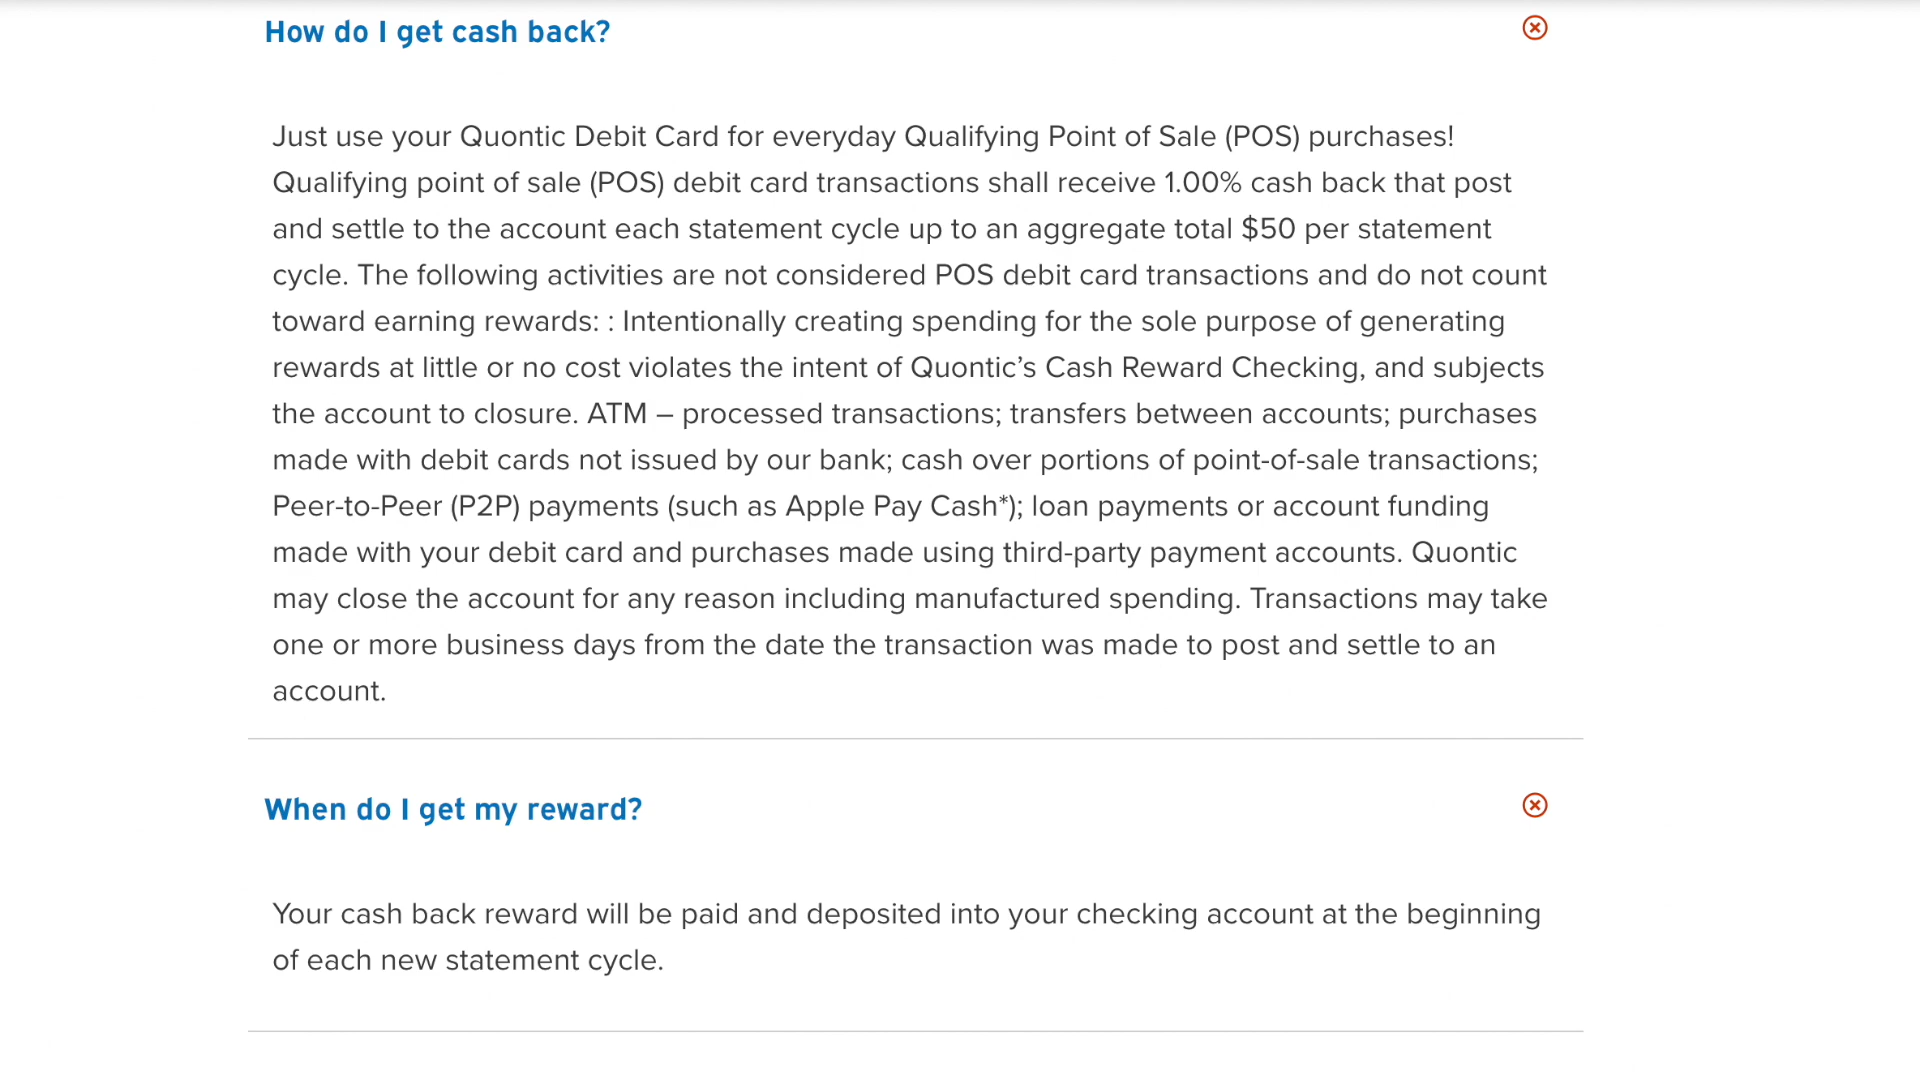 How do I get cash back?
Just use your Quontic Debit Card for everyday Qualifying Point of Sale (POS) purchases!
Qualifying point of sale (POS) debit card transactions shall receive 1.00% cash back that post
and settle to the account each statement cycle up to an aggregate total $50 per statement
cycle. The following activities are not considered POS debit card transactions and do not count
toward earning rewards: : Intentionally creating spending for the sole purpose of generating
rewards at little or no cost violates the intent of Quontic’s Cash Reward Checking, and subjects
the account to closure. ATM – processed transactions; transfers between accounts; purchases
made with debit cards not issued by our bank; cash over portions of point-of-sale transactions;
Peer-to-Peer (P2P) payments (such as Apple Pay Cash*); loan payments or account funding
made with your debit card and purchases made using third-party payment accounts. Quontic
may close the account for any reason including manufactured spending. Transactions may take
one or more business days from the date the transaction was made to post and settle to an
account.
When do I get my reward?
Your cash back reward will be paid and deposited into your checking account at the beginning
of each new statement cycle.